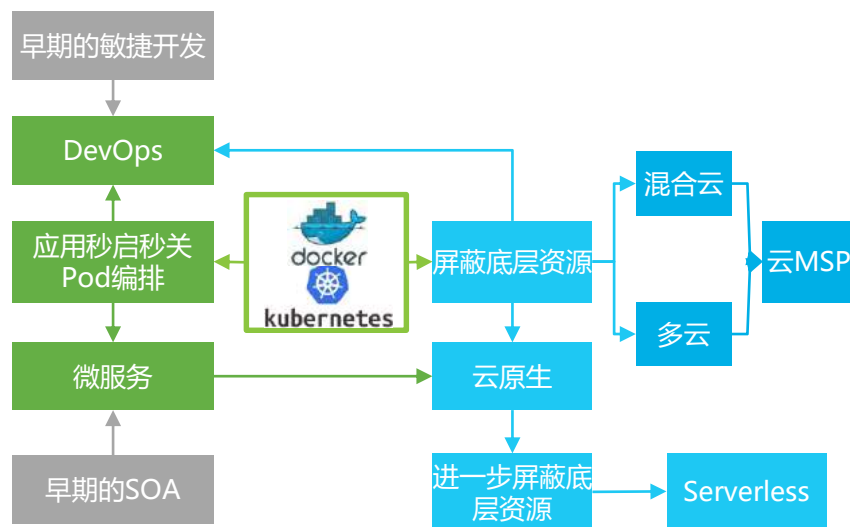 早期的敏捷开发
DevOps
应用秒启秒关
Pod编排
微服务
早期的SOA
docker
kubernetes
屏蔽底层资源
云原生
进一步屏蔽底
层资源
Serverless
混合云
多云
云MSP